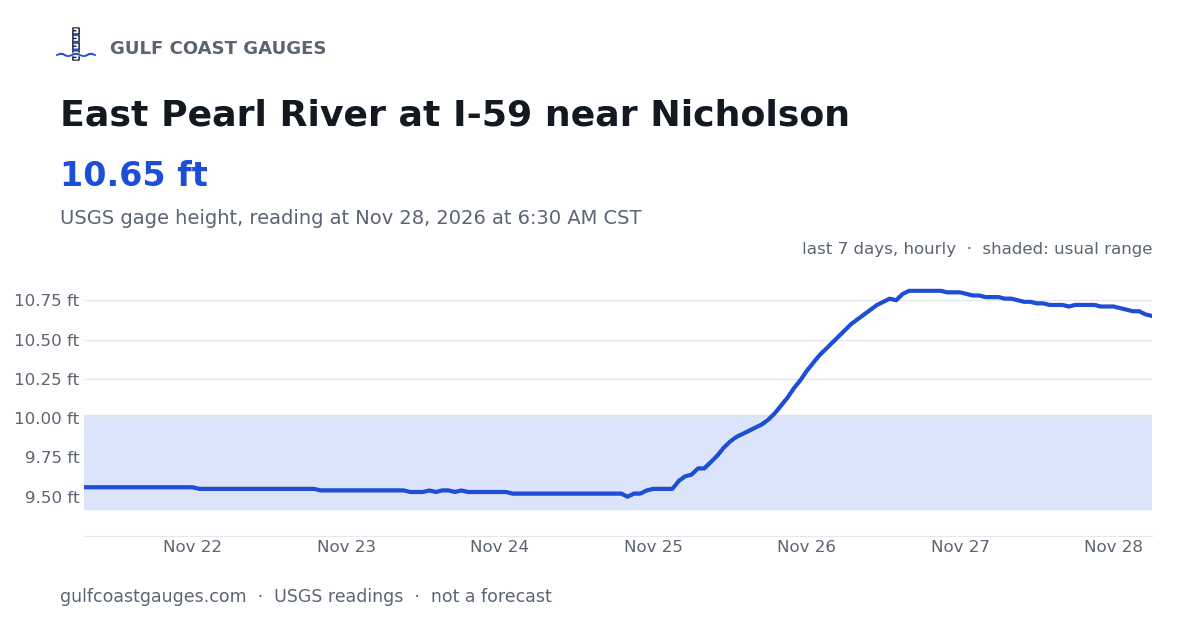 GULF COAST GAUGES
East Pearl River at I-59 near Nicholson
10.65 ft
USGS gage height, reading at Nov 28, 2026 at 6:30 AM CST
last 7 days, hourly · shaded: usual range
10.75 ft
10.50 ft
10.25 ft
10.00 ft
9.75 ft
9.50 ft
Nov 22 Nov 23 Nov 24 Nov 25 Nov 26 Nov 27 Nov 28
gulfcoastgauges.com · USGS readings · not a forecast